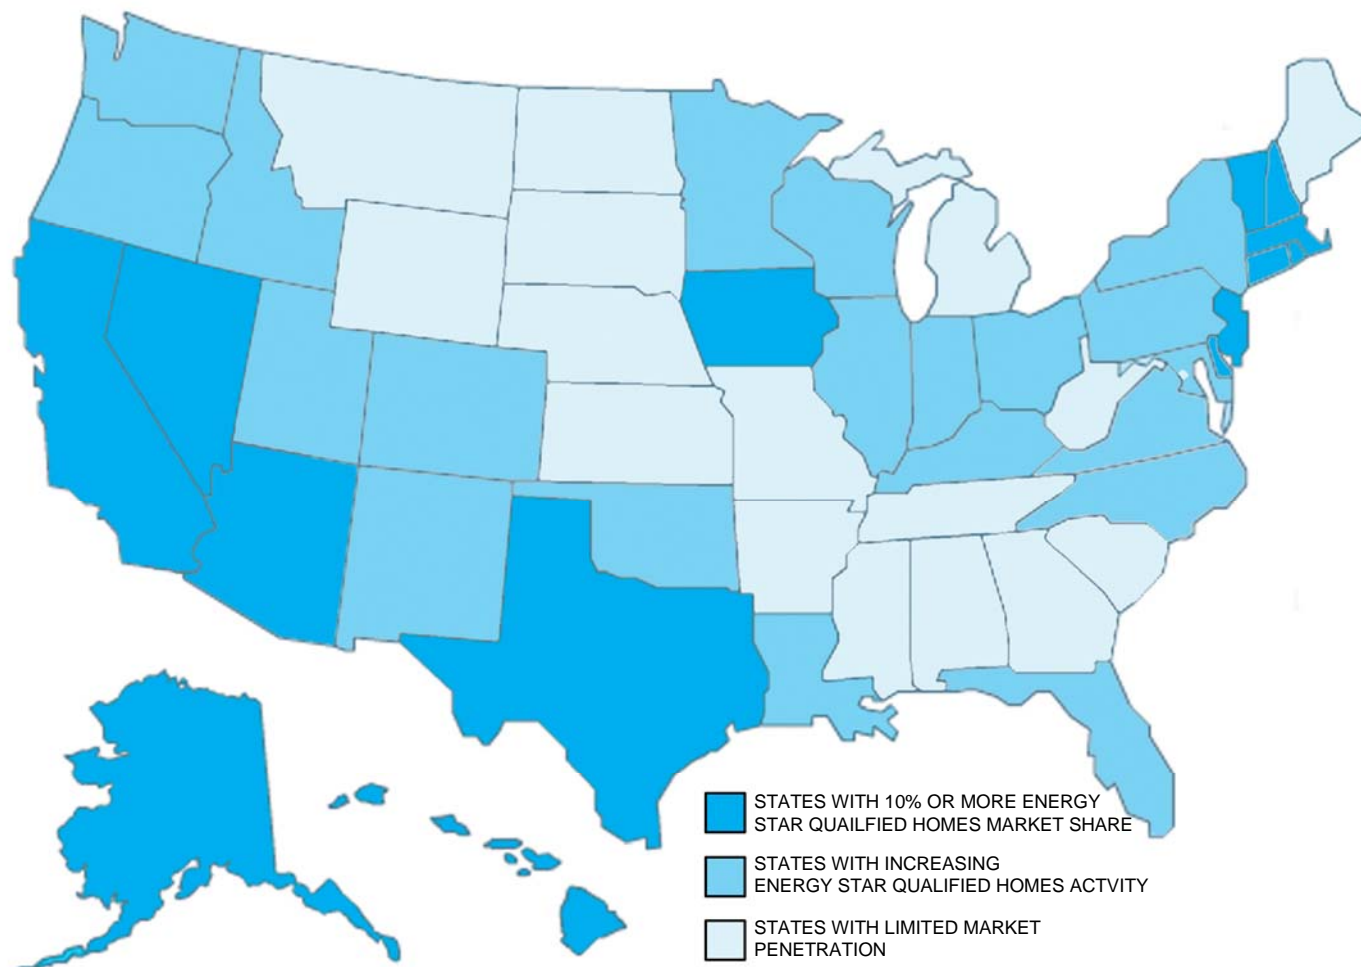 STATES WITH 10% OR MORE ENERGY
STAR QUAILFIED HOMES MARKET SHARE
STATES WITH INCREASING
ENERGY STAR QUALIFIED HOMES ACTVITY
STATES WITH LIMITED MARKET
PENETRATION